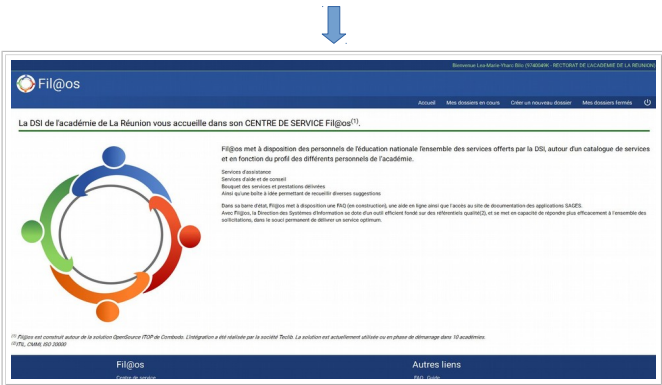 Bienvenue Lea-Marie-Yharc Bilo (9740049K - RECTORAT DE L'ACADEMIE DE LA REUNION)
Fil@os
Accueil Mes dossiers en cours Créer un nouveau dossier Mes dossiers fermés
La DSI de l'académie de La Réunion vous accueille dans son CENTRE DE SERVICE Fil@os(1).
Fil@os met à disposition des personnels de l'éducation nationale l'ensemble des services offerts par la DSI, autour d'un catalogue de services
et en fonction du profil des différents personnels de l'académie.
Services d'assistance
Services d'aide et de conseil
Bouquet des services et prestations délivrées
Ainsi qu'une boîte à idée permettant de recueillir diverses suggestions
Dans sa barre d'état, Fil@os met à disposition une FAQ (en construction), une aide en ligne ainsi que l'accès au site de documentation des applications SAGES.
Avec Fil@os, la Direction des Systèmes d'Information se dote d'un outil efficient fondé sur des référentiels qualité(2), et se met en capacité de répondre plus efficacement à l'ensemble des
sollicitations, dans le souci permanent de délivrer un service optimum.
(1) Fil@os est construit autour de la solution OpenSource ITOP de Combodo. L'intégration a été réalisée par la société Teclib. La solution est actuellement utilisée ou en phase de démarrage dans 10 académies.
(2) ITIL, CMMI, ISO 20000
Fil@os Autres liens
Centre de service FAQ Guide